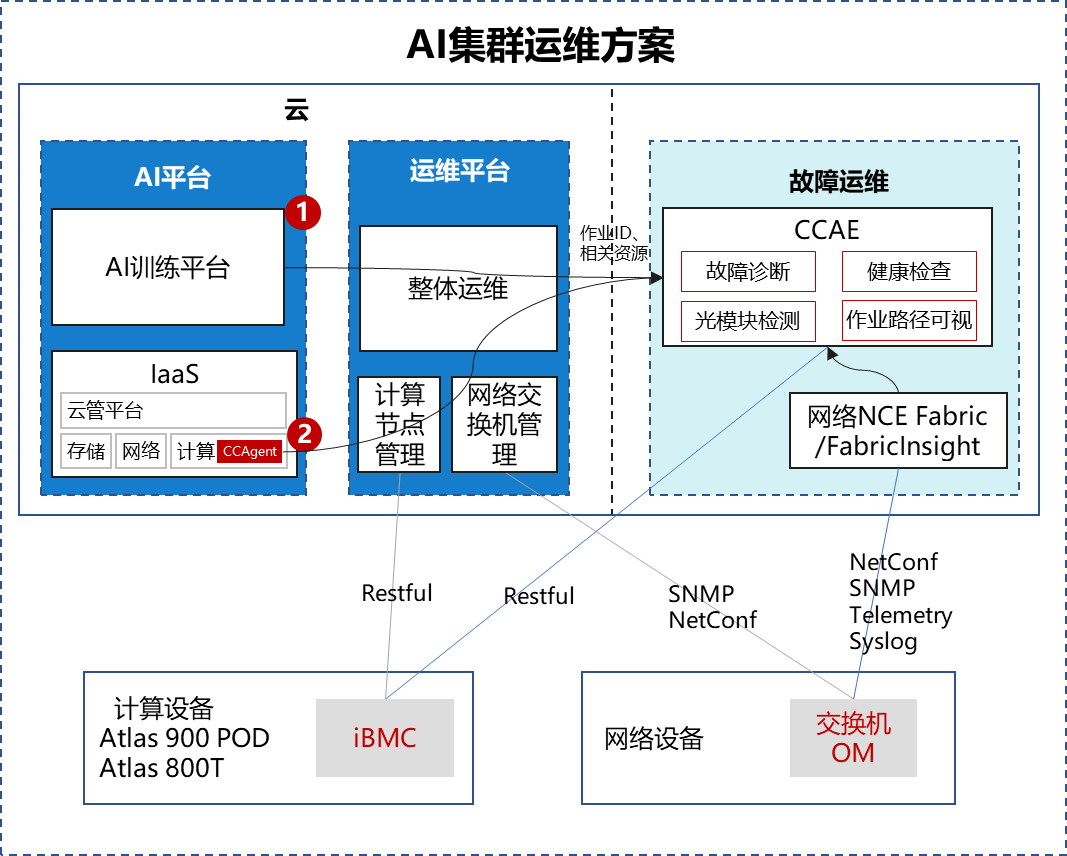 AI集群运维方案
云
AI平台
AI训练平台
1
IaaS
云管平台
存储
网络
计算
CCAgent
2
运维平台
整体运维
计算
节点
管理
网络交
换机管
理
作业ID、
相关资源
故障运维
CCAE
故障诊断
健康检查
光模块检测
作业路径可视
网络NCE Fabric
/FabricInsight
Restful
Restful
SNMP
NetConf
NetConf
SNMP
Telemetry
Syslog
计算设备
Atlas 900 POD
Atlas 800T
iBMC
网络设备
交换机
OM